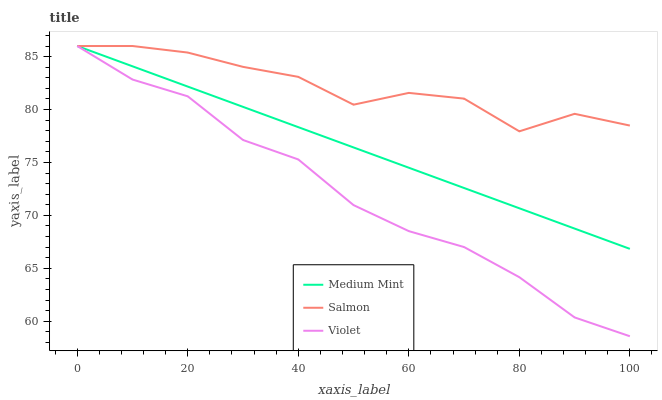 title
yaxis_label
85
80
75
70
65
60
Medium Mint
Salmon
Violet
0 20 40 60 80 100
xaxis_label